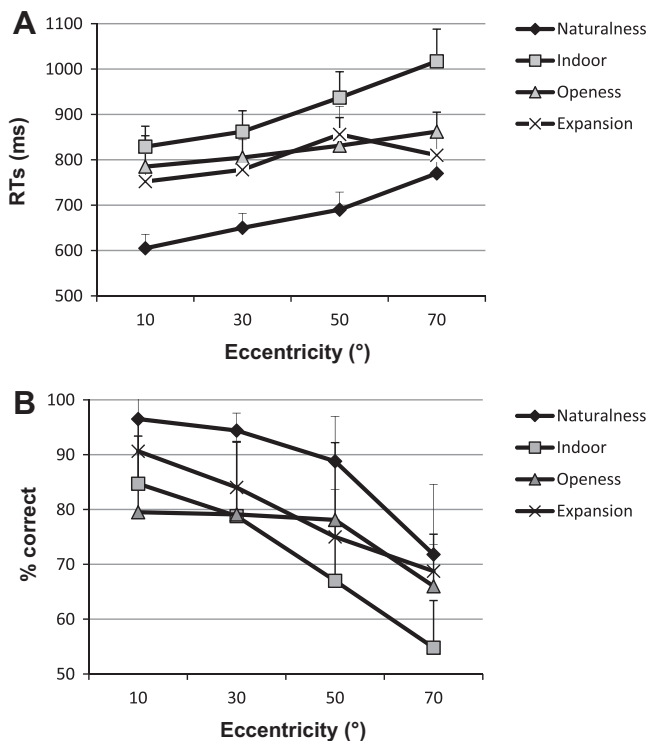 A
RTs (ms)
1100
1000
900
800
700
600
500
10 30 50 70
Eccentricity (°)
Naturalness
Indoor
Openess
Expansion
B
% correct
100
90
80
70
60
50
10 30 50 70
Eccentricity (°)
Naturalness
Indoor
Openess
Expansion